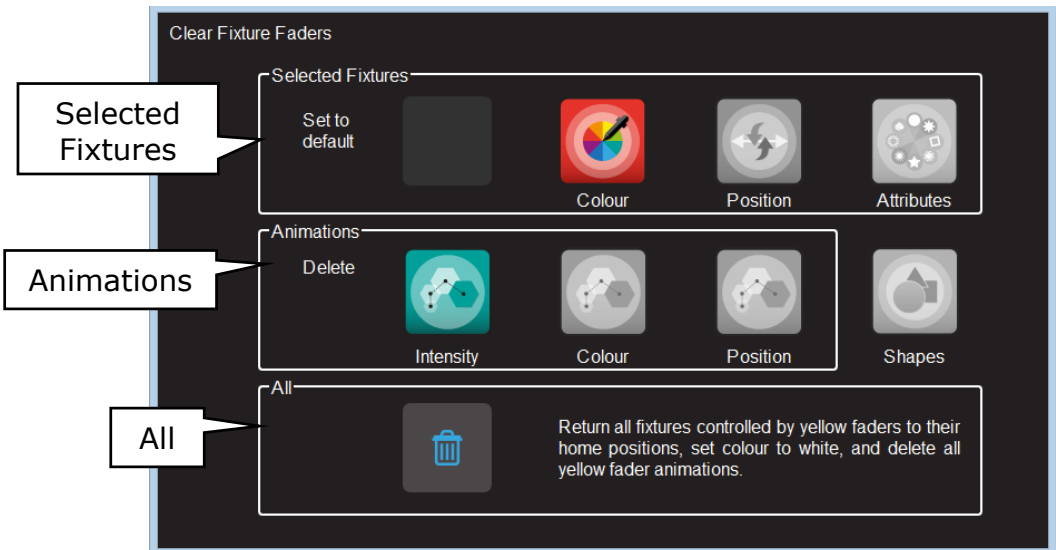 Clear Fixture Faders
Selected Fixtures
Selected
Fixtures
Set to
default
Colour
Position
Attributes
Animations
Animations
Delete
Intensity
Colour
Position
Shapes
All
All
Return all fixtures controlled by yellow faders to their
home positions, set colour to white, and delete all
yellow fader animations.